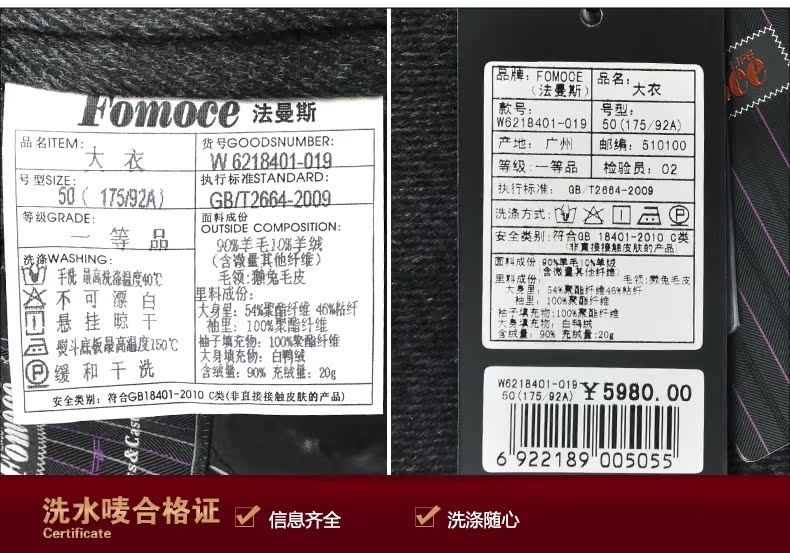 Fomoce 法曼斯
品名ITEM:
大衣
货号GOODSNUMBER:
W 6218401-019
号型SIZE:
50( 175/92A)
执行标准STANDARD:
GB/T2664-2009
等级GRADE:
一等品
面料成份
OUTSIDE COMPOSITION:
90%羊毛10%羊绒
(含微量其他纤维)
毛领:獭兔毛皮
里料成份:
大身里: 54%聚酯纤维 46%粘纤
袖里: 100%聚酯纤维
袖子填充物: 100%聚酯纤维
大身填充物: 白鸭绒
含绒量: 90% 充绒量: 20g
洗涤WASHING:
手洗 最高洗涤温度40℃
不可漂白
悬挂晾干
熨斗底板最高温度150℃
缓和干洗
安全类别: 符合GB18401-2010 C类(非直接接触皮肤的产品)
Fomoce
品牌: FOMOCE
(法曼斯)
品名:
大衣
款号:
W6218401-019
号型:
50(175/92A)
产地: 广州
邮编: 510100
等级: 一等品
检验员: 02
执行标准: GB/T2664-2009
洗涤方式:
安全类别: 符合GB 18401-2010 C类
(非直接接触皮肤的产品)
面料成份 90%羊毛10%羊绒
(含微量其他纤维)
里料成份: 毛领:獭兔毛皮
大身里: 54%聚酯纤维46%粘纤
袖里: 100%聚酯纤维
袖子填充物:100%聚酯纤维
大身填充物: 白鸭绒
含绒量: 90% 充绒量:20g
W6218401-019
50(175/92A)
¥5980.00
6 922189 005055
洗水唛合格证
Certificate
信息齐全
洗涤随心